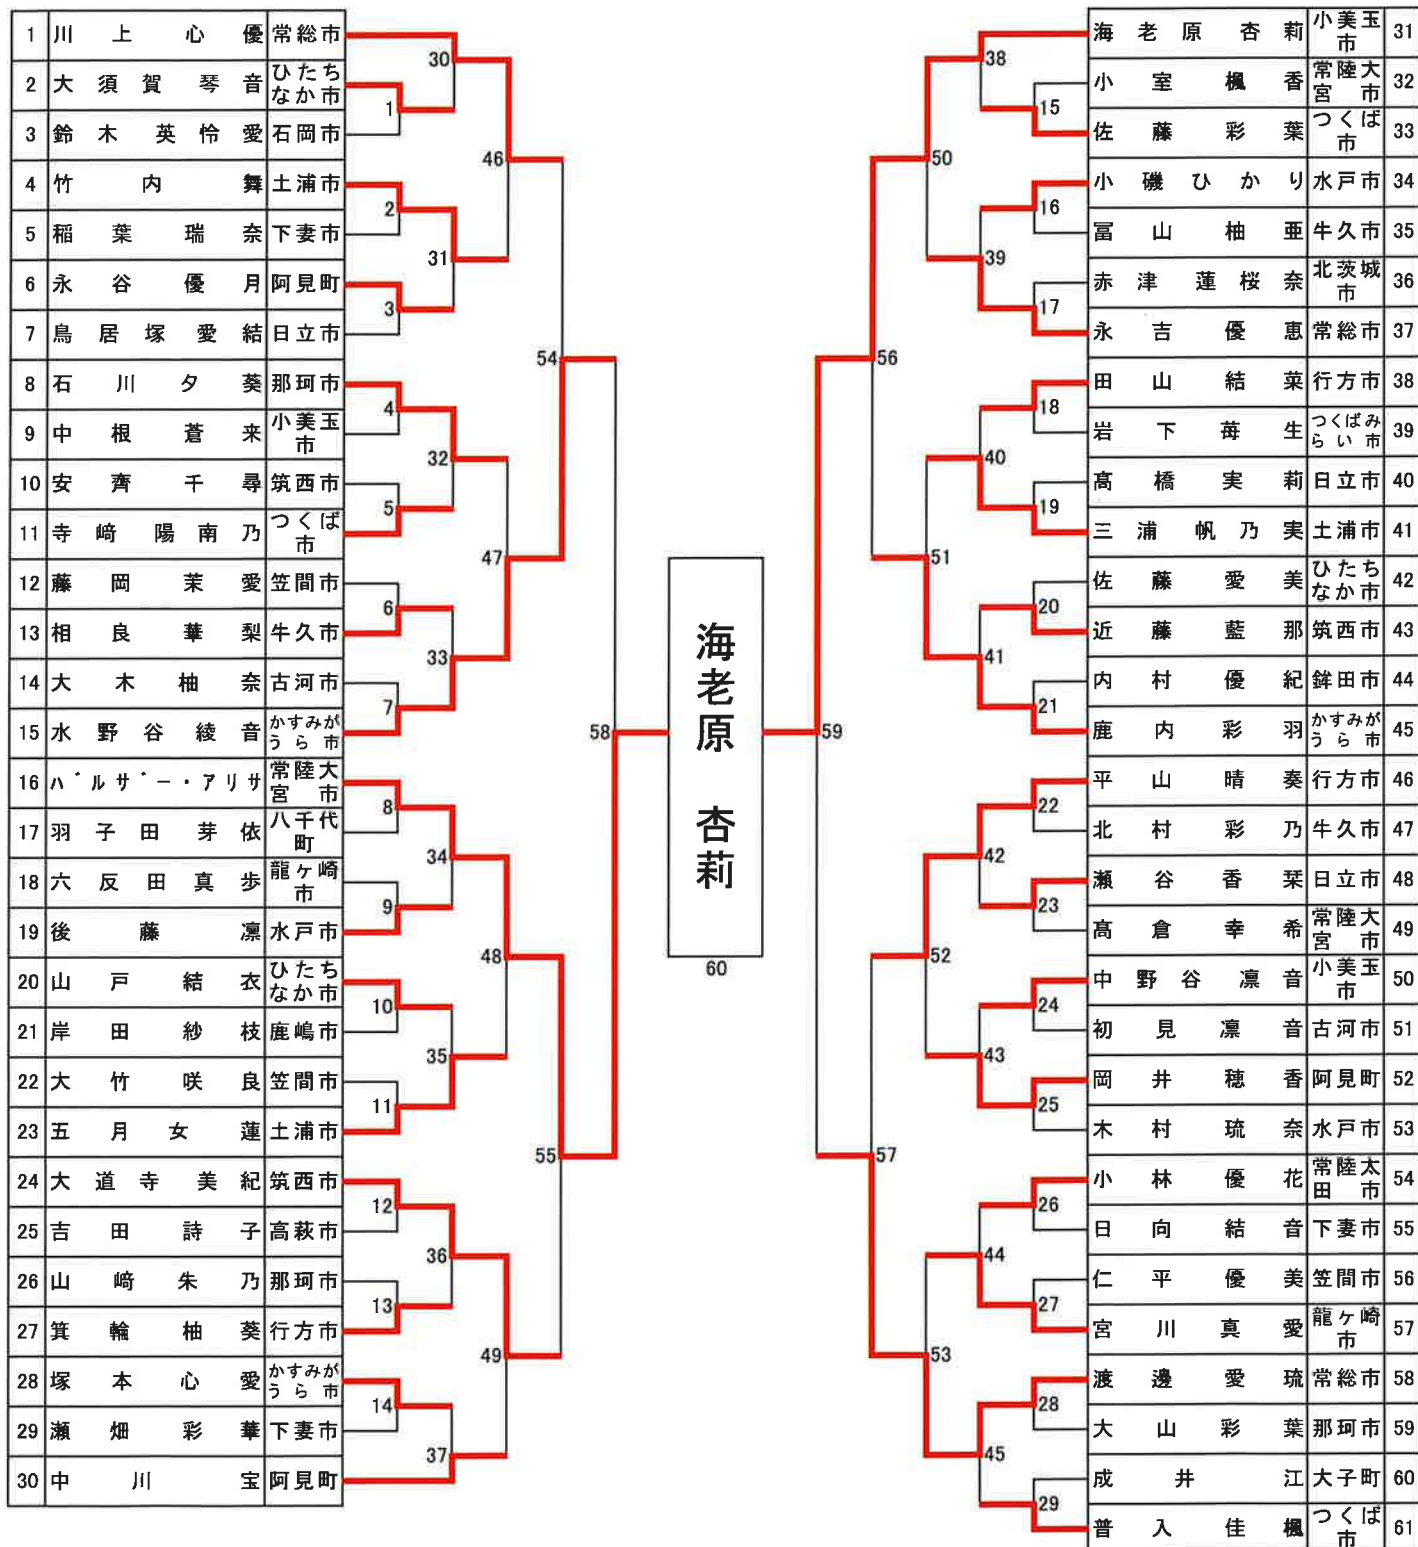 1 川上心優 常総市
2 大須賀琴音 ひたちなか市
3 鈴木英怜愛 石岡市
4 竹内舞 土浦市
5 稲葉瑞奈 下妻市
6 永谷優月 阿見町
7 鳥居塚愛結 日立市
8 石川夕葵 那珂市
9 中根蒼来 小美玉市
10 安齊千尋 筑西市
11 寺﨑陽南乃 つくば市
12 藤岡茉愛 笠間市
13 相良華梨 牛久市
14 大木柚奈 古河市
15 水野谷綾音 かすみがうら市
16 バルザー・アリサ 常陸大宮市
17 羽子田芽依 八千代町
18 六反田真歩 龍ヶ崎市
19 後藤凛 水戸市
20 山戸結衣 ひたちなか市
21 岸田紗枝 鹿嶋市
22 大竹咲良 笠間市
23 五月女蓮 土浦市
24 大道寺美紀 筑西市
25 吉田詩子 高萩市
26 山﨑朱乃 那珂市
27 箕輪柚葵 行方市
28 塚本心愛 かすみがうら市
29 瀬畑彩華 下妻市
30 中川宝 阿見町
1
2
3
4
5
6
7
8
9
10
11
12
13
14
30
31
32
33
34
35
36
37
46
47
48
49
54
55
58
海老原 杏莉
60
59
56
57
50
51
52
53
38
39
40
41
42
43
44
45
15
16
17
18
19
20
21
22
23
24
25
26
27
28
29
海老原杏莉 小美玉市 31
小室楓香 常陸大宮市 32
佐藤彩葉 つくば市 33
小磯ひかり 水戸市 34
冨山柚亜 牛久市 35
赤津蓮桜奈 北茨城市 36
永吉優恵 常総市 37
田山結菜 行方市 38
岩下苺生 つくばみらい市 39
髙橋実莉 日立市 40
三浦帆乃実 土浦市 41
佐藤愛美 ひたちなか市 42
近藤藍那 筑西市 43
内村優紀 鉾田市 44
鹿内彩羽 かすみがうら市 45
平山晴奏 行方市 46
北村彩乃 牛久市 47
瀬谷香栞 日立市 48
髙倉幸希 常陸大宮市 49
中野谷凛音 小美玉市 50
初見凛音 古河市 51
岡井穂香 阿見町 52
木村琉奈 水戸市 53
小林優花 常陸太田市 54
日向結音 下妻市 55
仁平優美 笠間市 56
宮川真愛 龍ヶ崎市 57
渡邊愛琉 常総市 58
大山彩葉 那珂市 59
成井江 大子町 60
普入佳楓 つくば市 61